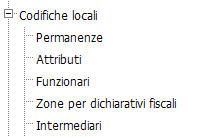 Codifiche locali
Permanenze
Attributi
Funzionari
Zone per dichiarativi fiscali
Intermediari